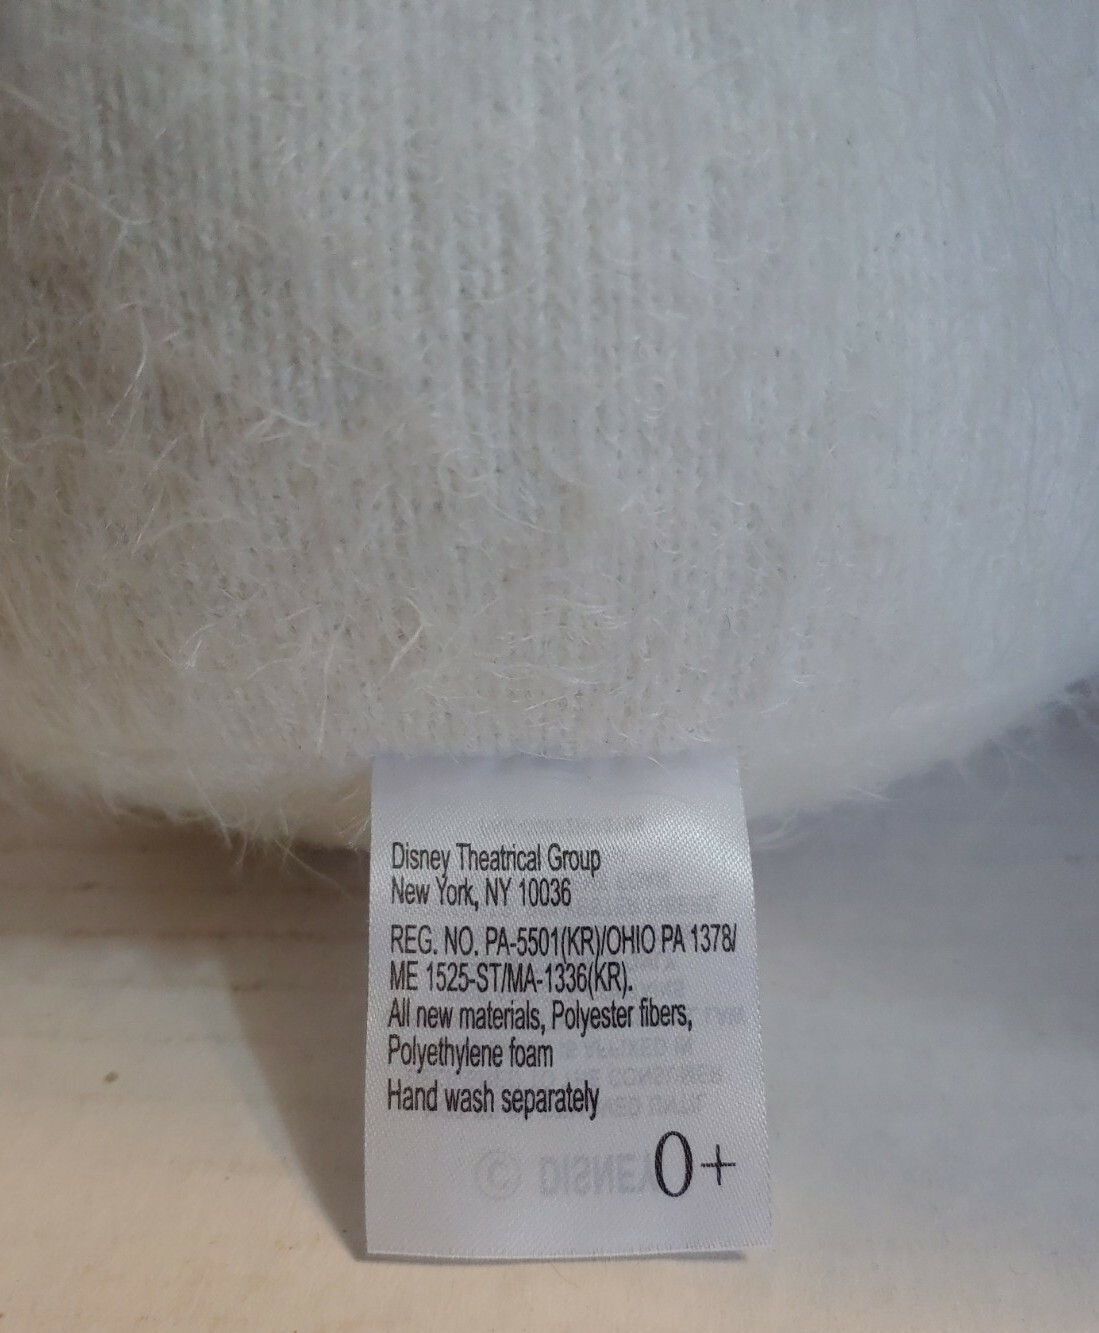 Disney Theatrical Group
New York, NY 10036
REG. NO. PA-5501(KR)/OHIO PA 1378/
ME 1525-ST/MA-1336(KR).
All new materials, Polyester fibers,
Polyethylene foam
Hand wash separately
0+
© DISNEY